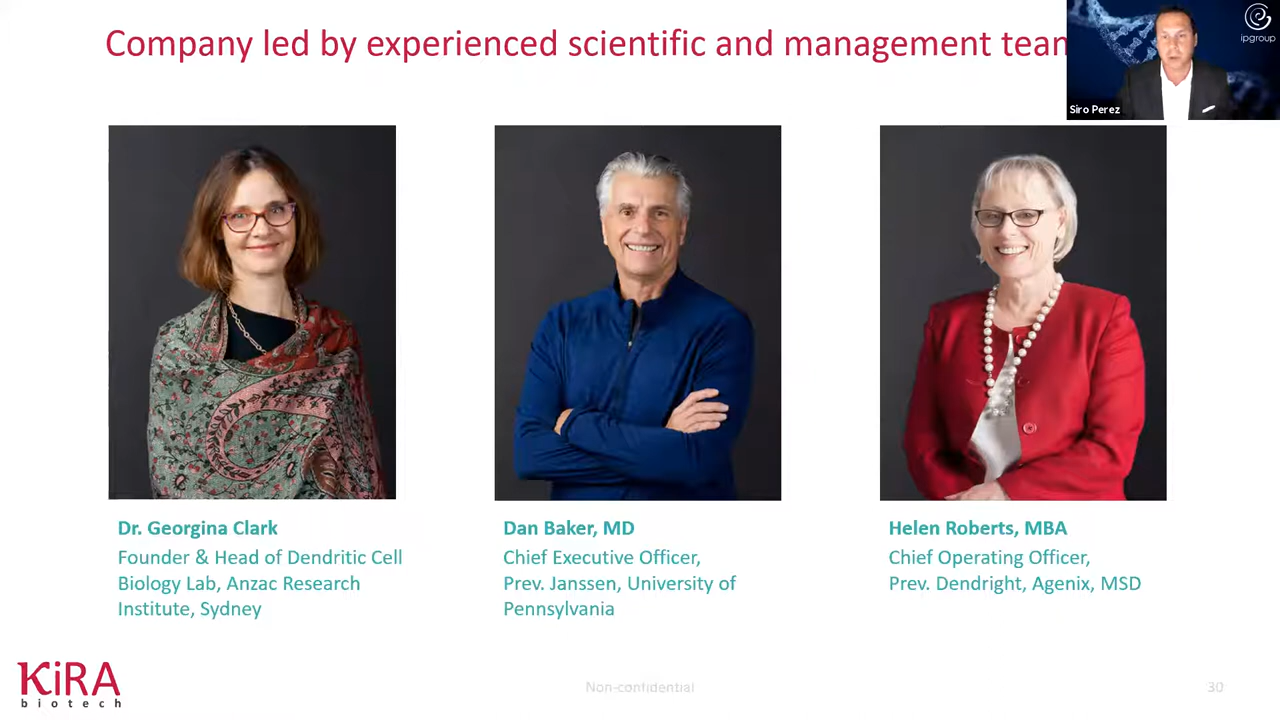 Company led by experienced scientific and management team
ipgroup
Siro Perez
Dr. Georgina Clark
Founder & Head of Dendritic Cell
Biology Lab, Anzac Research
Institute, Sydney
Dan Baker, MD
Chief Executive Officer,
Prev. Janssen, University of
Pennsylvania
Helen Roberts, MBA
Chief Operating Officer,
Prev. Dendright, Agenix, MSD
KiRA
biotech
Non-confidential
30